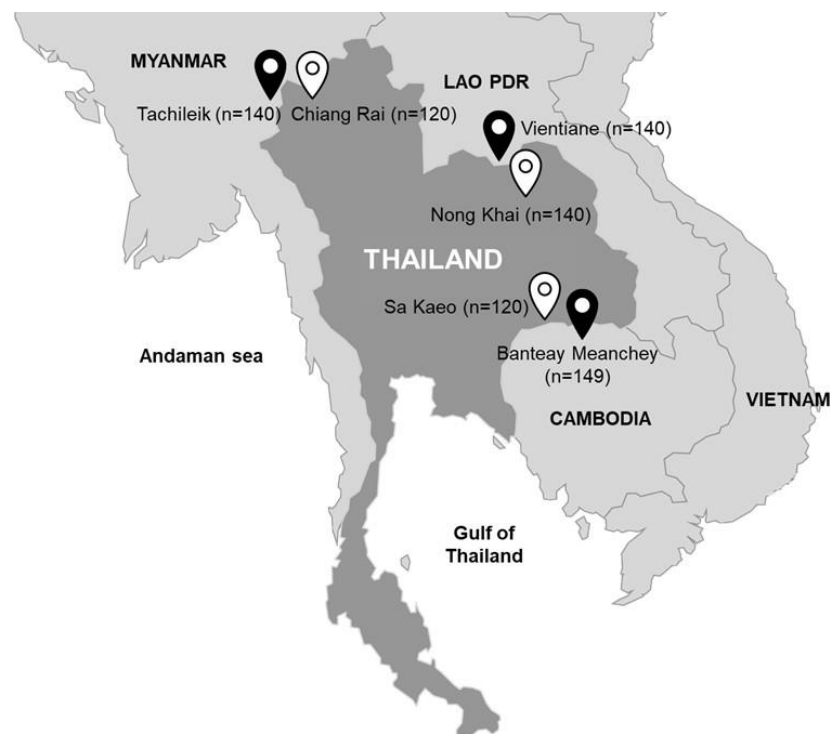 MYANMAR
LAO PDR
Tachileik (n=140)
Chiang Rai (n=120)
Vientiane (n=140)
Nong Khai (n=140)
THAILAND
Sa Kaeo (n=120)
Andaman sea
Banteay Meanchey
(n=149)
VIETNAM
CAMBODIA
Gulf of
Thailand